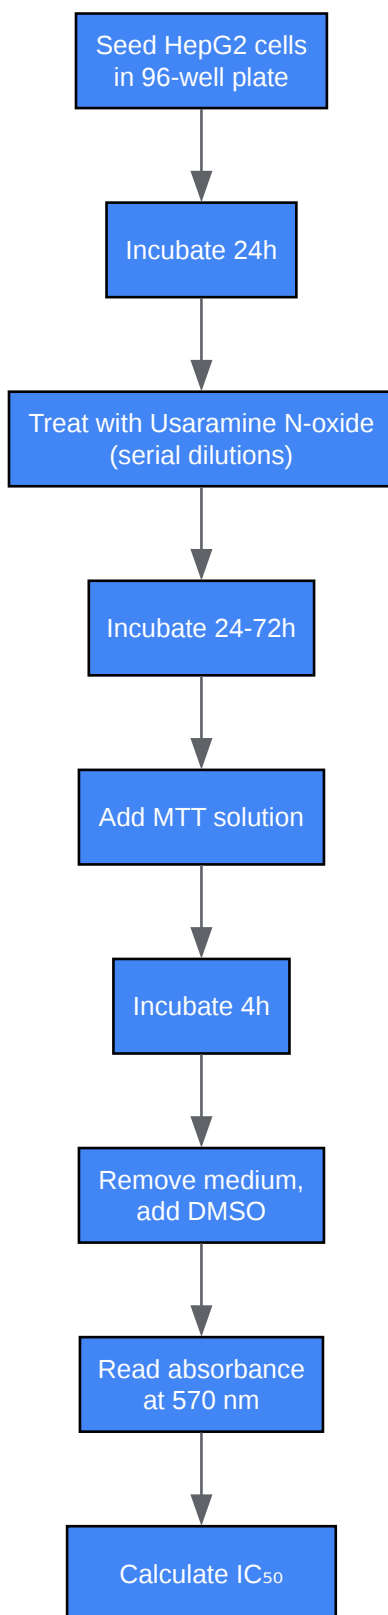 Seed HepG2 cells
in 96-well plate
Incubate 24h
Treat with Usaramine N-oxide
(serial dilutions)
Incubate 24-72h
Add MTT solution
Incubate 4h
Remove medium,
add DMSO
Read absorbance
at 570 nm
Calculate IC₅₀